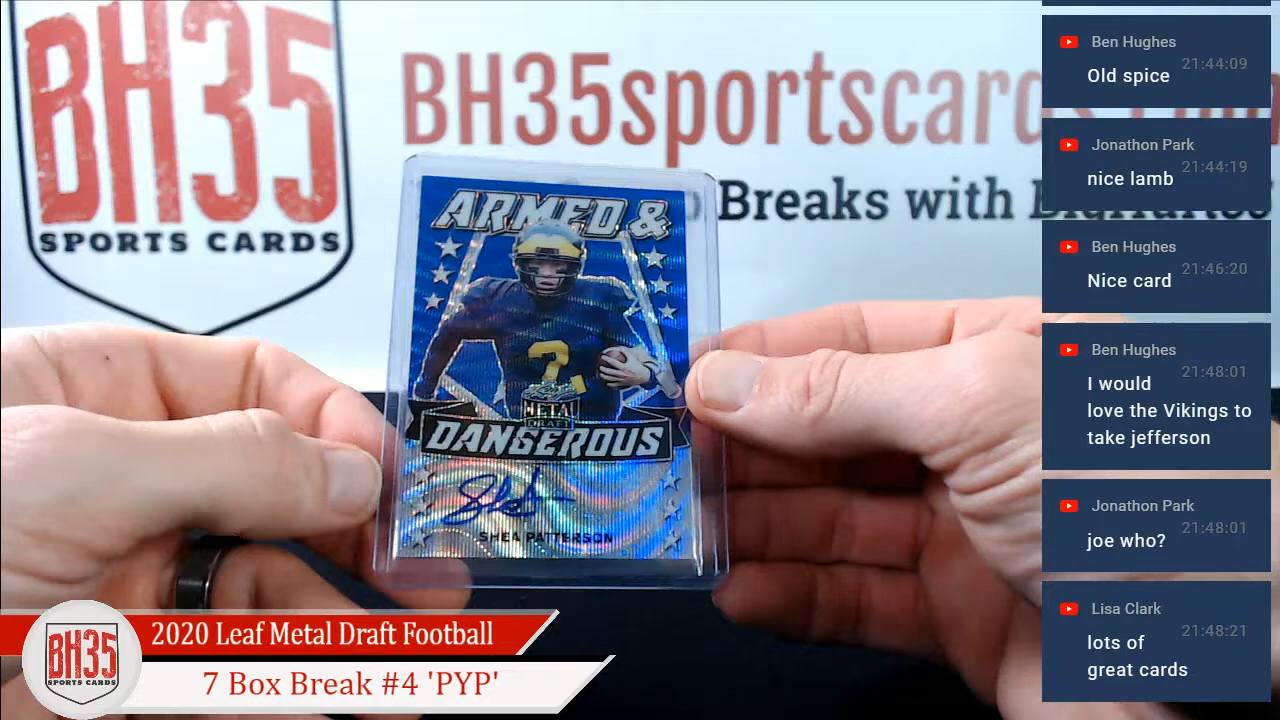 BH35
SPORTS CARDS
BH35sportscards
Breaks with
ARMED &
2
METAL
DRAFT
DANGEROUS
SHEA PATTERSON
BH35
SPORTS CARDS
2020 Leaf Metal Draft Football
7 Box Break #4 'PYP'
Ben Hughes
21:44:09
Old spice
Jonathon Park
21:44:19
nice lamb
Ben Hughes
21:46:20
Nice card
Ben Hughes
21:48:01
I would
love the Vikings to
take jefferson
Jonathon Park
21:48:01
joe who?
Lisa Clark
21:48:21
lots of
great cards